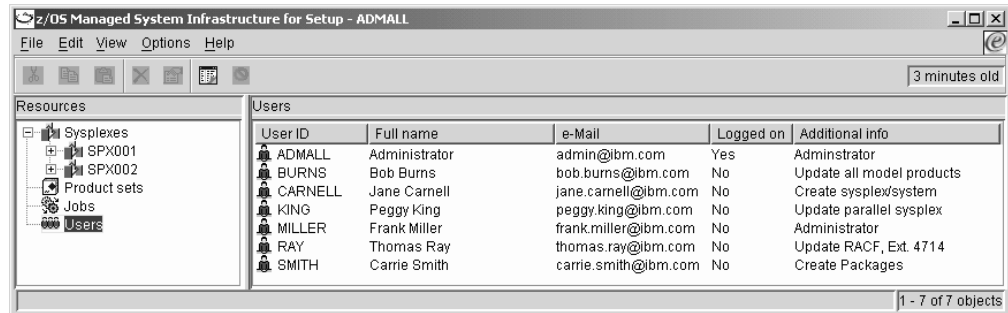 z/OS Managed System Infrastructure for Setup - ADMALL
File Edit View Options Help
3 minutes old
Resources
Sysplexes
SPX001
SPX002
Product sets
Jobs
Users
Users
User ID Full name e-Mail Logged on Additional info
ADMALL Administrator admin@ibm.com Yes Adminstrator
BURNS Bob Burns bob.burns@ibm.com No Update all model products
CARNELL Jane Carnell jane.carnell@ibm.com No Create sysplex/system
KING Peggy King peggy.king@ibm.com No Update parallel sysplex
MILLER Frank Miller frank.miller@ibm.com No Administrator
RAY Thomas Ray thomas.ray@ibm.com No Update RACF, Ext. 4714
SMITH Carrie Smith carrie.smith@ibm.com No Create Packages
1 - 7 of 7 objects